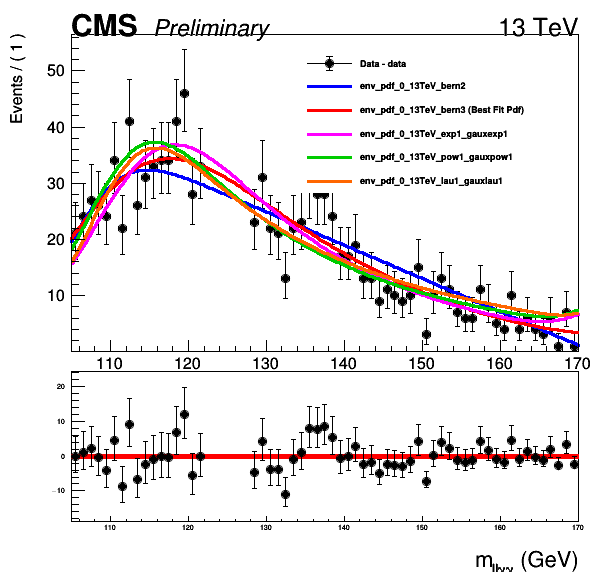 CMS Preliminary 13 TeV
Events / ( 1 )
50
40
30
20
10
Data - data
env_pdf_0_13TeV_bern2
env_pdf_0_13TeV_bern3 (Best Fit Pdf)
env_pdf_0_13TeV_exp1_gauxexp1
env_pdf_0_13TeV_pow1_gauxpow1
env_pdf_0_13TeV_lau1_gauxlau1
110 120 130 140 150 160 170
20
10
0
-10
110 120 130 140 150 160 170
m_llγγ (GeV)